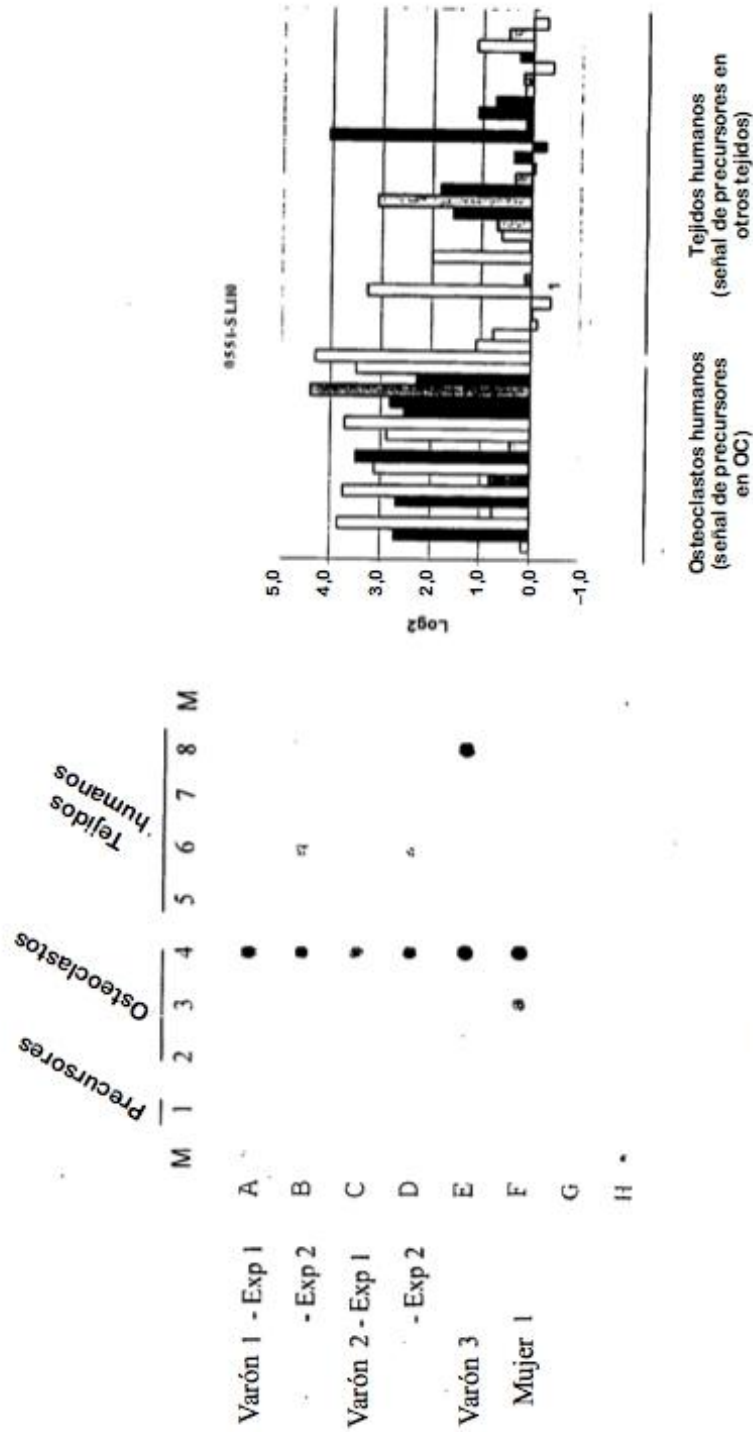 Precursores
Osteoclastos
Tejidos humanos
M 1 2 3 4 5 6 7 8 M
Varón 1 - Exp 1 A
- Exp 2 B
Varón 2 - Exp 1 C
- Exp 2 D
Varón 3 E
Mujer 1 F
G
H
5,0
4,0
3,0
2,0
1,0
0,0
-1,0
Log2
Osteoclastos humanos
(señal de precursores
en OC)
Tejidos humanos
(señal de precursores en
otros tejidos)